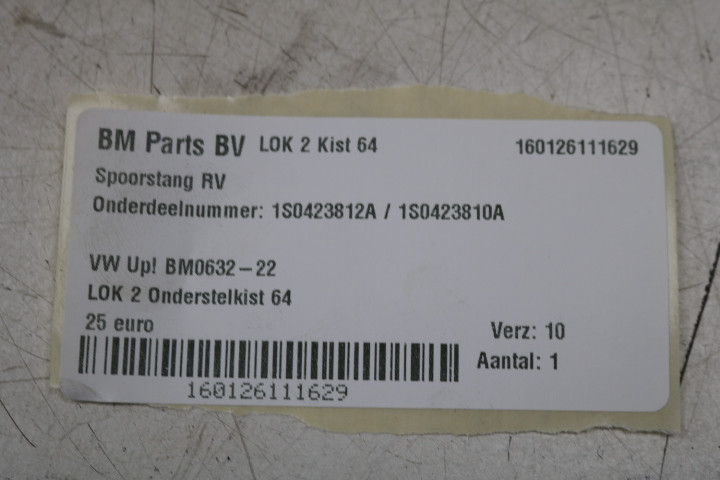 BM Parts BV LOK 2 Kist 64 160126111629
Spoorstang RV
Onderdeelnummer: 1S0423812A / 1S0423810A
VW Up! BM0632-22
LOK 2 Onderstelkist 64
25 euro
Verz: 10
Aantal: 1
160126111629